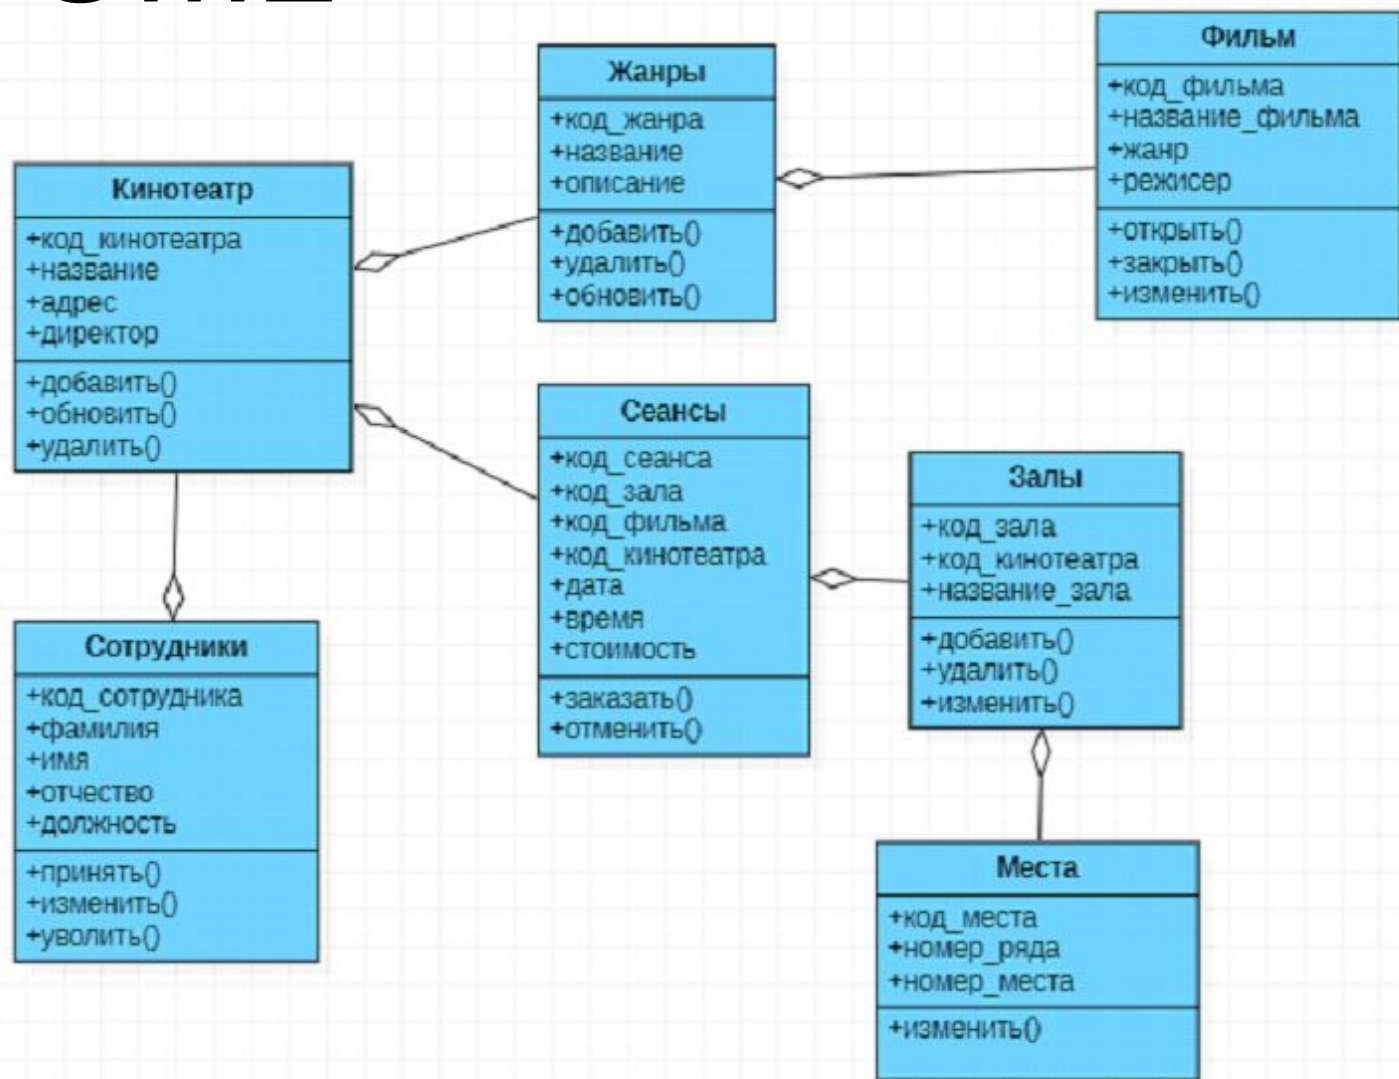 Кинотеатр
+код_кинотеатра
+название
+адрес
+директор
+добавить()
+обновить()
+удалить()
Жанры
+код_жанра
+название
+описание
+добавить()
+удалить()
+обновить()
Фильм
+код_фильма
+название_фильма
+жанр
+режисер
+открыть()
+закрыть()
+изменить()
Сеансы
+код_сеанса
+код_зала
+код_фильма
+код_кинотеатра
+дата
+время
+стоимость
+заказать()
+отменить()
Залы
+код_зала
+код_кинотеатра
+название_зала
+добавить()
+удалить()
+изменить()
Сотрудники
+код_сотрудника
+фамилия
+имя
+отчество
+должность
+принять()
+изменить()
+уволить()
Места
+код_места
+номер_ряда
+номер_места
+изменить()